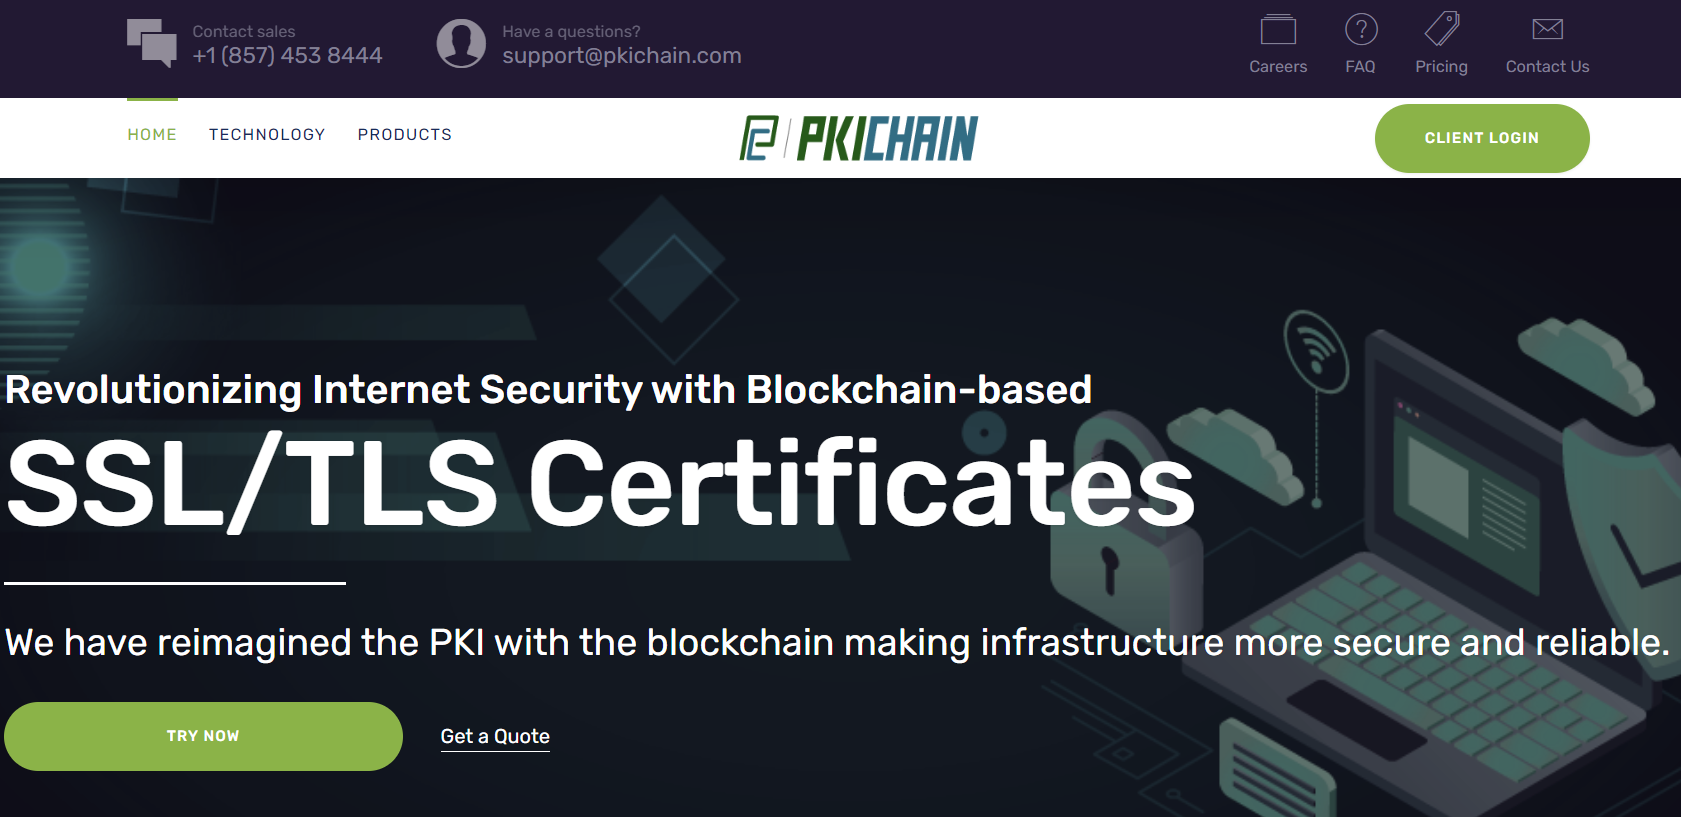 Contact sales
+1 (857) 453 8444
Have a questions?
support@pkichain.com
Careers
FAQ
Pricing
Contact Us
HOME
TECHNOLOGY
PRODUCTS
PKICHAIN
CLIENT LOGIN
Revolutionizing Internet Security with Blockchain-based
SSL/TLS Certificates
We have reimagined the PKI with the blockchain making infrastructure more secure and reliable.
TRY NOW
Get a Quote